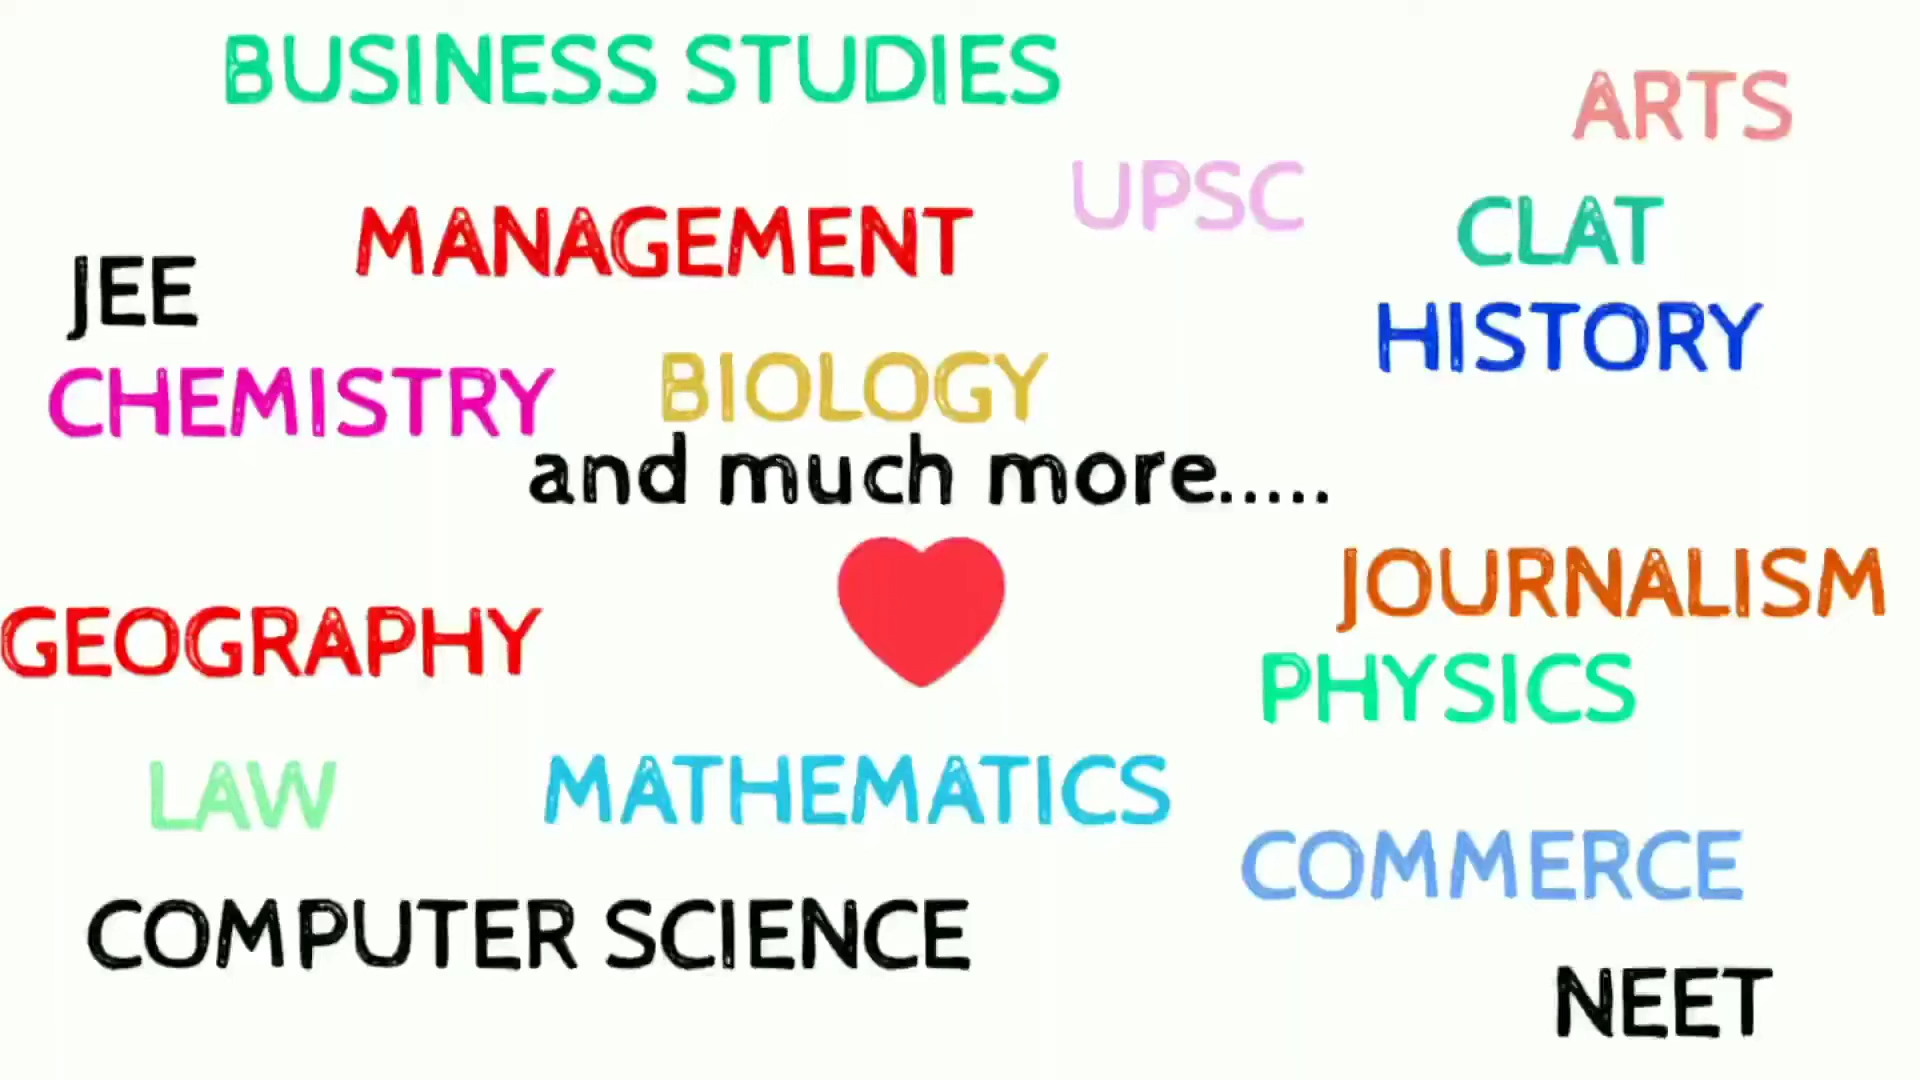 BUSINESS STUDIES
ARTS
UPSC
MANAGEMENT
CLAT
JEE
HISTORY
CHEMISTRY
BIOLOGY
and much more.....
JOURNALISM
GEOGRAPHY
PHYSICS
LAW
MATHEMATICS
COMMERCE
COMPUTER SCIENCE
NEET